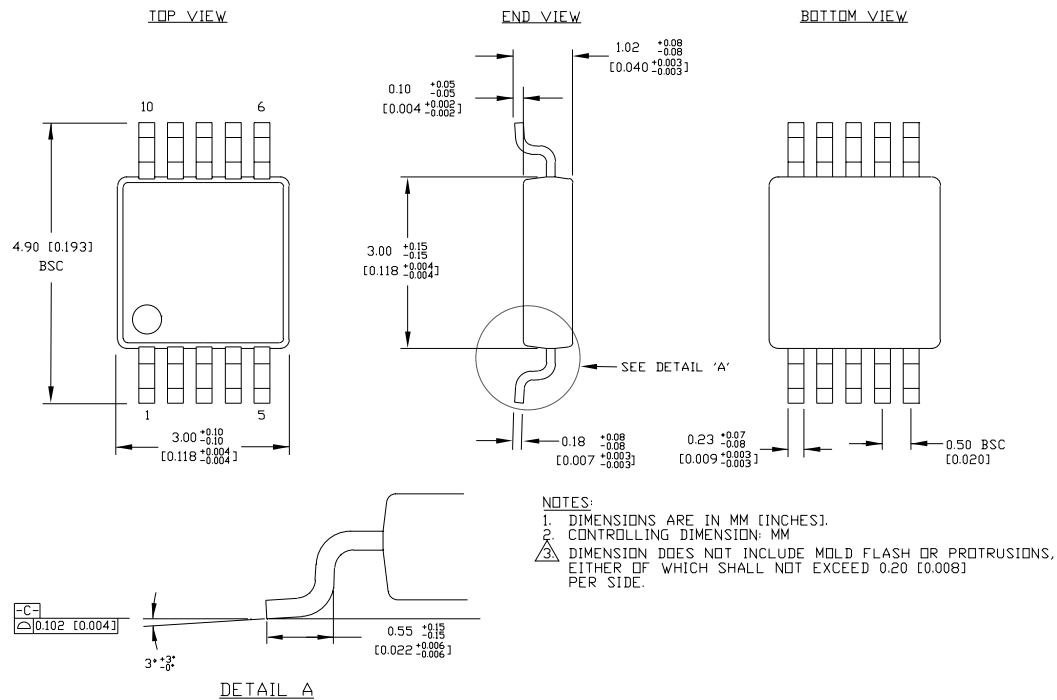 TOP VIEW
END VIEW
BOTTOM VIEW
1.02 +0.08 -0.08
[0.040 +0.003 -0.003]
0.10 +0.05 -0.05
[0.004 +0.002 -0.002]
10
6
4.90 [0.193]
BSC
3.00 +0.15 -0.15
[0.118 +0.004 -0.004]
SEE DETAIL 'A'
1
5
3.00 +0.10 -0.10
[0.118 +0.004 -0.004]
0.18 +0.08 -0.08
[0.007 +0.003 -0.003]
0.23 +0.07 -0.08
[0.009 +0.003 -0.003]
0.50 BSC
[0.020]
NOTES:
1. DIMENSIONS ARE IN MM [INCHES].
2. CONTROLLING DIMENSION: MM
3. DIMENSION DOES NOT INCLUDE MOLD FLASH OR PROTRUSIONS,
EITHER OF WHICH SHALL NOT EXCEED 0.20 [0.008]
PER SIDE.
-C-
0.102 [0.004]
3° +3° -0°
0.55 +0.15 -0.15
[0.022 +0.006 -0.006]
DETAIL A